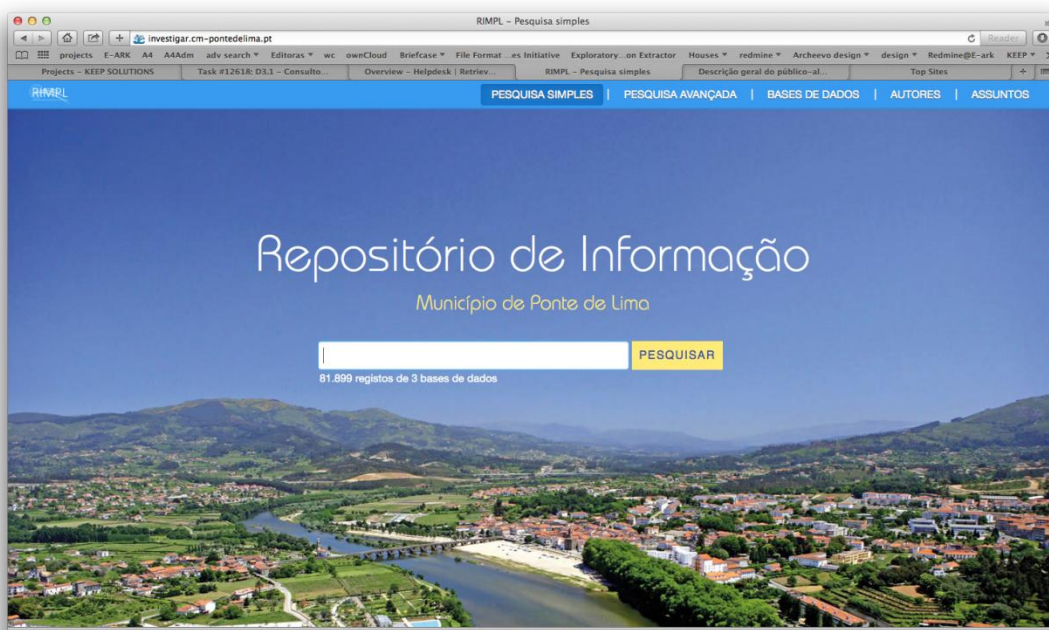 RIMPL – Pesquisa simples
investigar.cm-pontedelima.pt
Reader
projects E-ARK A4 A4Adm adv search Editoras wc owneCloud Briefcase File Format ...es Initiative Exploratory...on Extractor Houses redmine Archeevo design design Redmine@E-ark KEEP
Projects – KEEP SOLUTIONS
Task #12618: D3.1 – Consulto...
Overview – Helpdesk | Retriev...
RIMPL – Pesquisa simples
Descrição geral do público-al...
Top Sites
RIMPL
PESQUISA SIMPLES | PESQUISA AVANÇADA | BASES DE DADOS | AUTORES | ASSUNTOS
Repositório de Informação
Município de Ponte de Lima
PESQUISAR
81.899 registos de 3 bases de dados